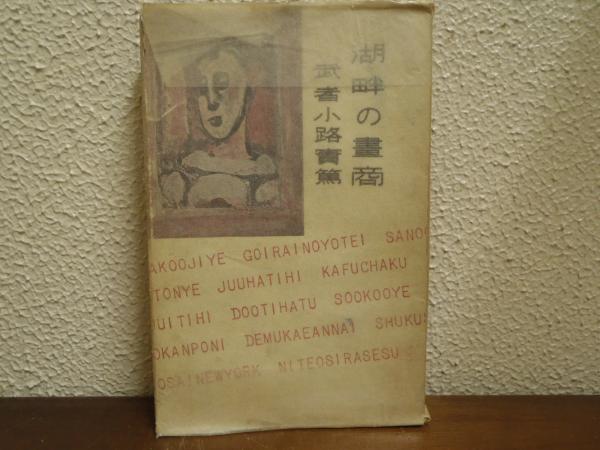 湖畔の畫商
武者小路實篤
AKOOJIYE GOIRAINOYOTEI SANO
TONYE JUUHATIHI KAFUCHAKU
UITIHI DOOTIHATU SOOKOOYE
OKANPONI DEMUKAEANNAI SHUKUS
OSAINEWYORK NITEOSIRASESU